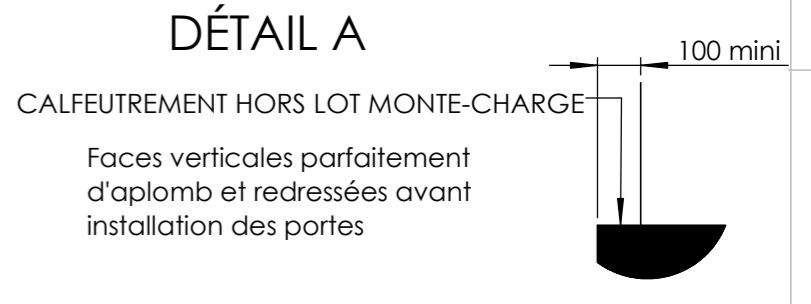 DÉTAIL A
100 mini
CALFEUTREMENT HORS LOT MONTE-CHARGE
Faces verticales parfaitement
d'aplomb et redressées avant
installation des portes